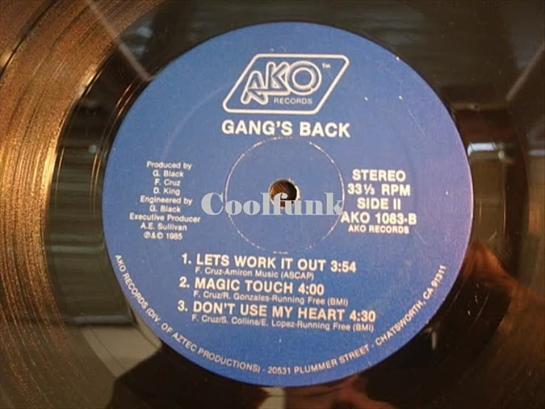 AKO™
RECORDS
GANG'S BACK
Produced by
G. Black
F. Cruz
D. King
Engineered by
G. Black
Executive Producer
A.E. Sullivan
℗&© 1985
STEREO
33⅓ RPM
SIDE II
AKO 1083-B
AKO RECORDS
Coolfunk
1. LETS WORK IT OUT 3:54
F. Cruz-Amiron Music (ASCAP)
2. MAGIC TOUCH 4:00
F. Cruz/R. Gonzales-Running Free (BMI)
3. DON'T USE MY HEART 4:30
F. Cruz/S. Collins/E. Lopez-Running Free (BMI)
AKO RECORDS (DIV. OF AZTEC PRODUCTIONS) - 20531 PLUMMER STREET - CHATSWORTH, CA 91311